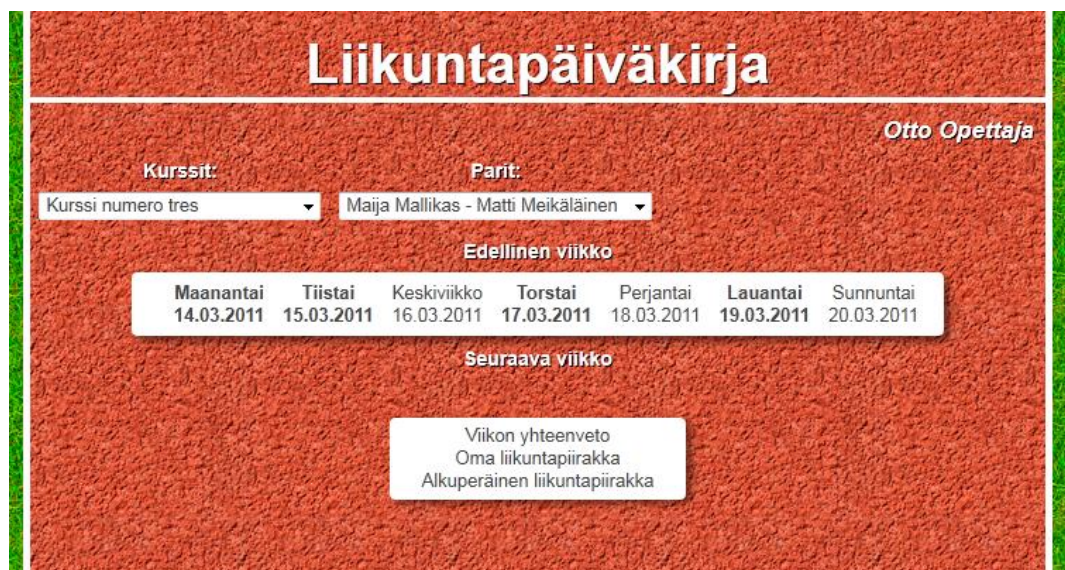 Liikuntapäiväkirja
Otto Opettaja
Kurssit: Parit:
Kurssi numero tres Maija Mallikas - Matti Meikäläinen
Edellinen viikko
Maanantai Tiistai Keskiviikko Torstai Perjantai Lauantai Sunnuntai
14.03.2011 15.03.2011 16.03.2011 17.03.2011 18.03.2011 19.03.2011 20.03.2011
Seuraava viikko
Viikon yhteenveto
Oma liikuntapiirakka
Alkuperäinen liikuntapiirakka